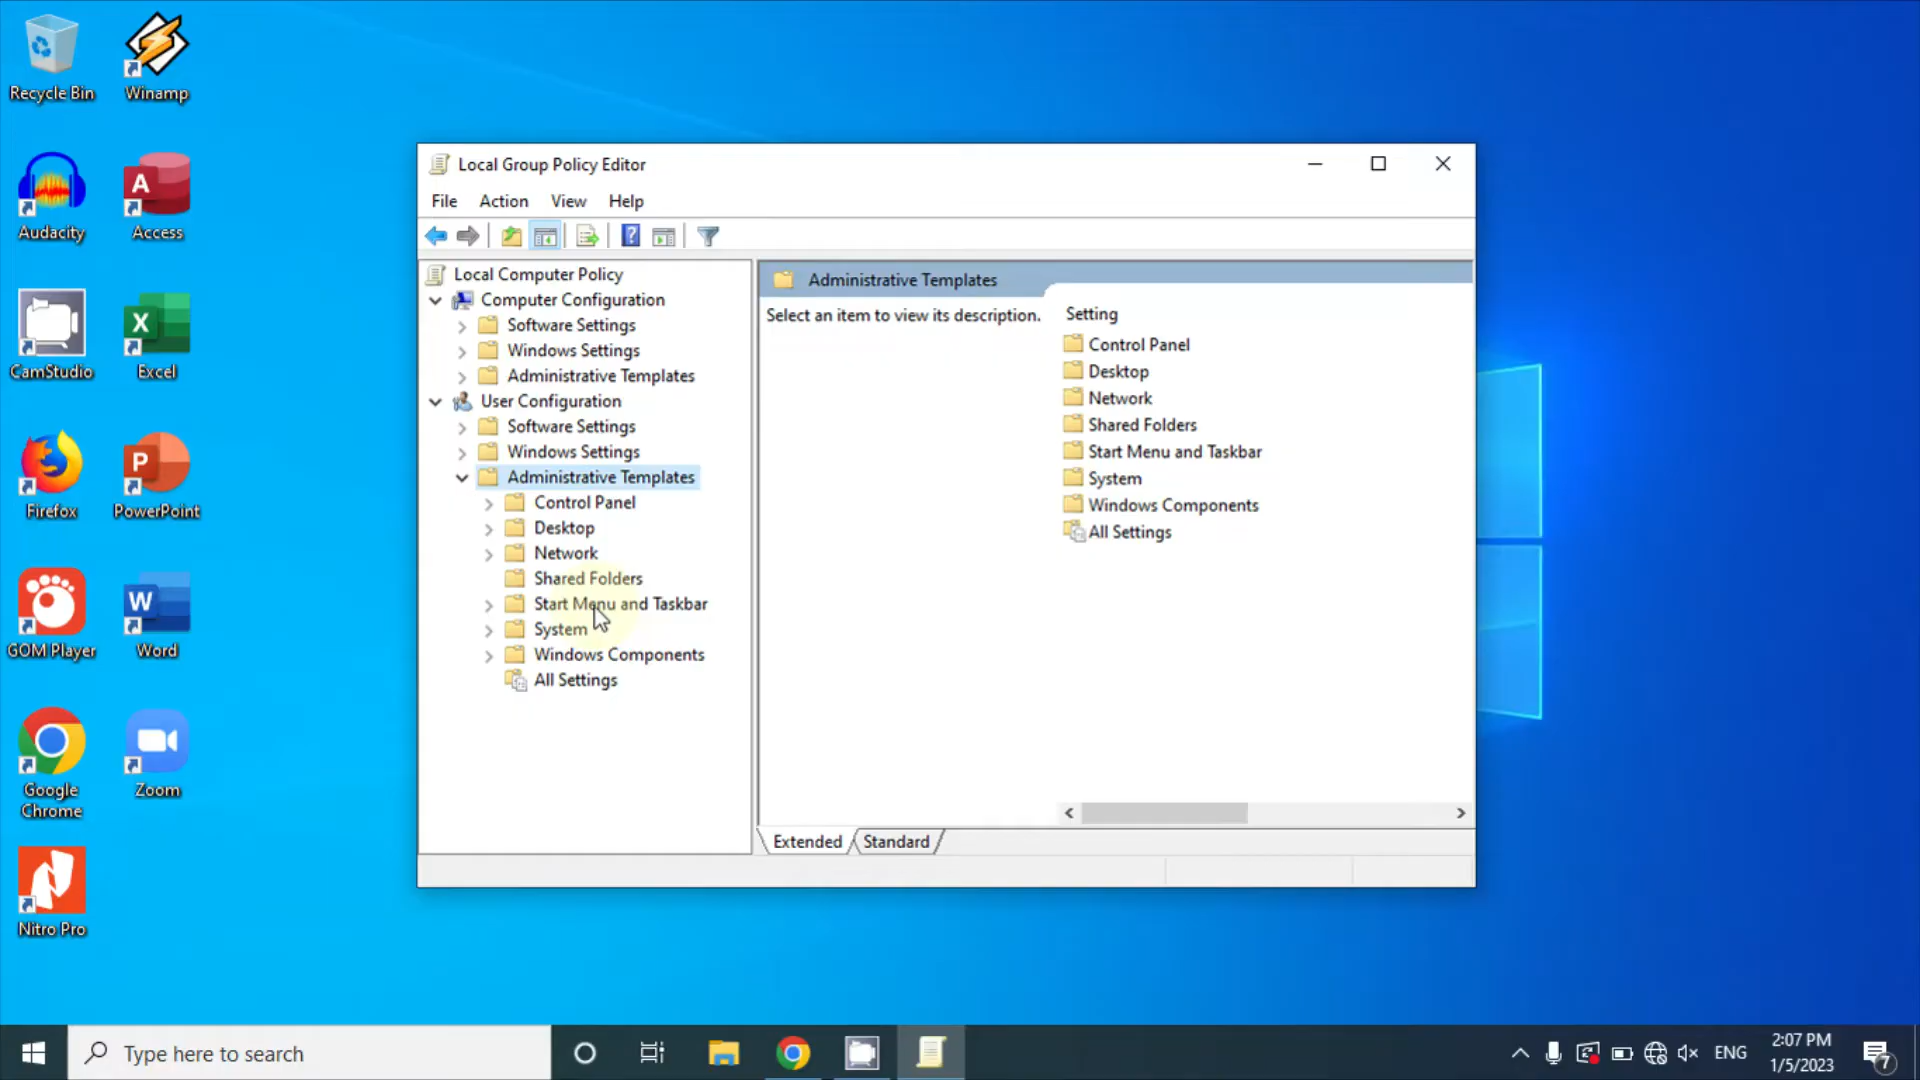 Recycle Bin
Winamp
Audacity
Access
CamStudio
Excel
Firefox
PowerPoint
GOM Player
Word
Google Chrome
Zoom
Nitro Pro
Local Group Policy Editor
File Action View Help
Local Computer Policy
Computer Configuration
Software Settings
Windows Settings
Administrative Templates
User Configuration
Software Settings
Windows Settings
Administrative Templates
Control Panel
Desktop
Network
Shared Folders
Start Menu and Taskbar
System
Windows Components
All Settings
Administrative Templates
Select an item to view its description.
Setting
Control Panel
Desktop
Network
Shared Folders
Start Menu and Taskbar
System
Windows Components
All Settings
Extended Standard
Type here to search
ENG
2:07 PM
1/5/2023
7